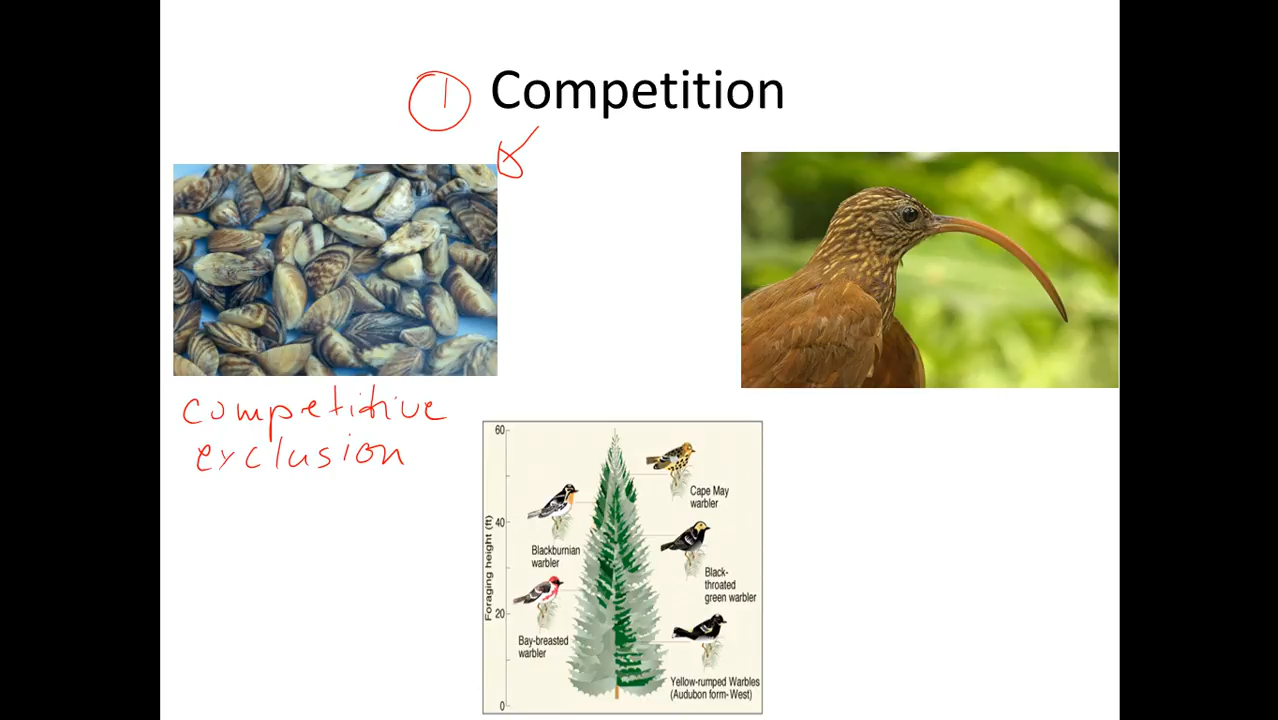 1
Competition
competitive
exclusion
60
40
20
0
Foraging height (ft)
Cape May
warbler
Blackburnian
warbler
Black-
throated
green warbler
Bay-breasted
warbler
Yellow-rumped Warbles
(Audubon form-West)